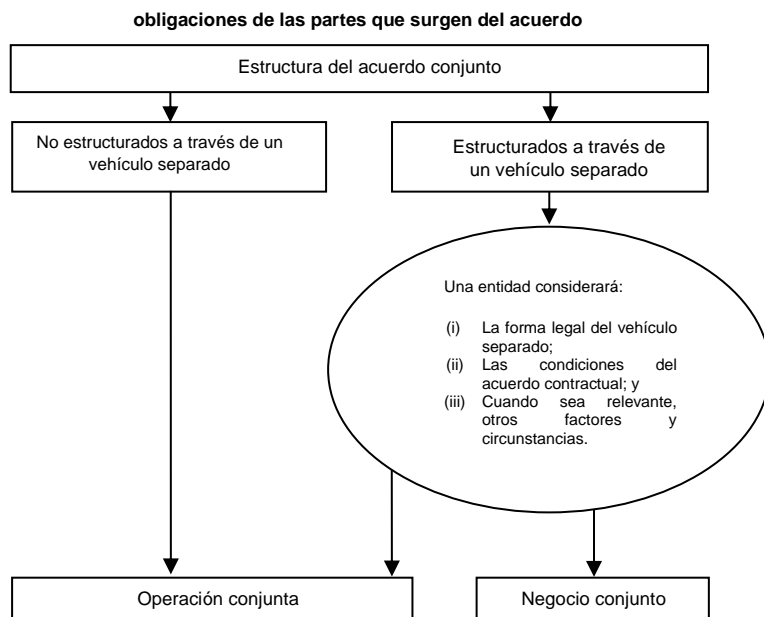 obligaciones de las partes que surgen del acuerdo
Estructura del acuerdo conjunto
No estructurados a través de un
vehículo separado
Estructurados a través de
un vehículo separado
Una entidad considerará:
(i) La forma legal del vehículo
separado;
(ii) Las condiciones del
acuerdo contractual; y
(iii) Cuando sea relevante,
otros factores y
circunstancias.
Operación conjunta
Negocio conjunto